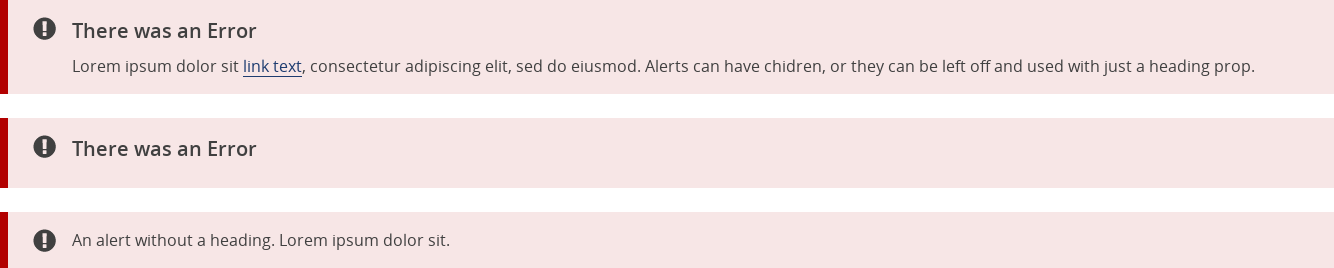 There was an Error
Lorem ipsum dolor sit link text, consectetur adipiscing elit, sed do eiusmod. Alerts can have chidren, or they can be left off and used with just a heading prop.
There was an Error
An alert without a heading. Lorem ipsum dolor sit.